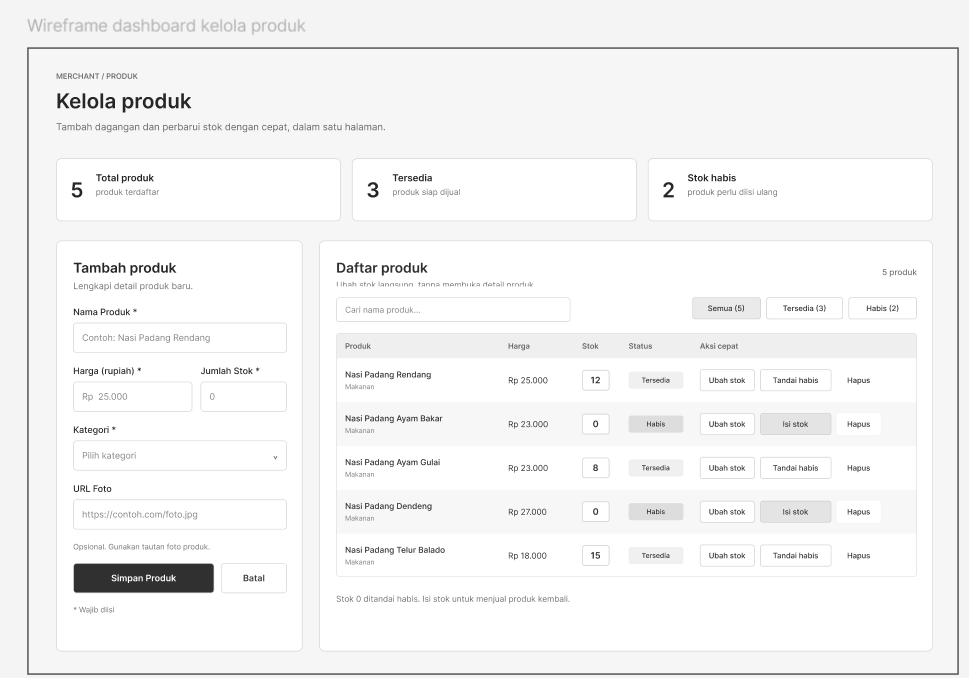 Wireframe dashboard kelola produk
MERCHANT / PRODUK
Kelola produk
Tambah dagangan dan perbarui stok dengan cepat, dalam satu halaman.
5
Total produk
produk terdaftar
3
Tersedia
produk siap dijual
2
Stok habis
produk perlu diisi ulang
Tambah produk
Lengkapi detail produk baru.
Nama Produk *
Contoh: Nasi Padang Rendang
Harga (rupiah) * Jumlah Stok *
Rp 25.000 0
Kategori *
Pilih kategori
URL Foto
https://contoh.com/foto.jpg
Opsional. Gunakan tautan foto produk.
Simpan Produk Batal
* Wajib diisi
Daftar produk
5 produk
Ubah stok langsung, tanpa membuka detail produk
Cari nama produk...
Semua (5) Tersedia (3) Habis (2)
Produk Harga Stok Status Aksi cepat
Nasi Padang Rendang
Makanan
Rp 25.000 12 Tersedia Ubah stok Tandai habis Hapus
Nasi Padang Ayam Bakar
Makanan
Rp 23.000 0 Habis Ubah stok Isi stok Hapus
Nasi Padang Ayam Gulai
Makanan
Rp 23.000 8 Tersedia Ubah stok Tandai habis Hapus
Nasi Padang Dendeng
Makanan
Rp 27.000 0 Habis Ubah stok Isi stok Hapus
Nasi Padang Telur Balado
Makanan
Rp 18.000 15 Tersedia Ubah stok Tandai habis Hapus
Stok 0 ditandai habis. Isi stok untuk menjual produk kembali.